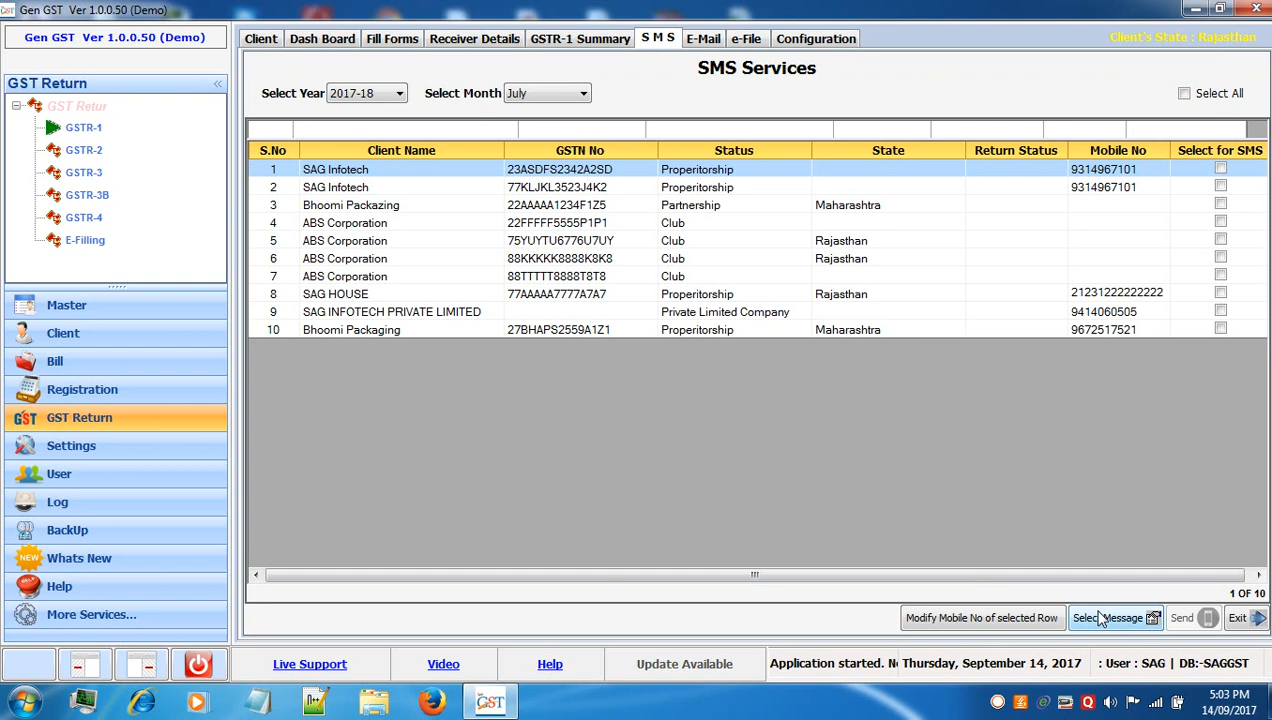 Gen GST Ver 1.0.0.50 (Demo)
Gen GST Ver 1.0.0.50 (Demo)
Client Dash Board Fill Forms Receiver Details GSTR-1 Summary S M S E-Mail e-File Configuration Client's State : Rajasthan
GST Return
GST Retur
GSTR-1
GSTR-2
GSTR-3
GSTR-3B
GSTR-4
E-Filling
Master
Client
Bill
Registration
GST Return
Settings
User
Log
BackUp
Whats New
Help
More Services...
SMS Services
Select Year 2017-18 Select Month July Select All
S.No Client Name GSTN No Status State Return Status Mobile No Select for SMS
1 SAG Infotech 23ASDFS2342A2SD Properitorship 9314967101
2 SAG Infotech 77KLJKL3523J4K2 Properitorship 9314967101
3 Bhoomi Packazing 22AAAAA1234F1Z5 Partnership Maharashtra
4 ABS Corporation 22FFFFF5555P1P1 Club
5 ABS Corporation 75YUYTU6776U7UY Club Rajasthan
6 ABS Corporation 88KKKKK8888K8K8 Club Rajasthan
7 ABS Corporation 88TTTTT8888T8T8 Club
8 SAG HOUSE 77AAAAA7777A7A7 Properitorship Rajasthan 21231222222222
9 SAG INFOTECH PRIVATE LIMITED Private Limited Company 9414060505
10 Bhoomi Packaging 27BHAPS2559A1Z1 Properitorship Maharashtra 9672517521
1 OF 10
Modify Mobile No of selected Row Select Message Send Exit
Live Support Video Help Update Available Application started. Thursday, September 14, 2017 : User : SAG | DB:-SAGGST
5:03 PM
14/09/2017